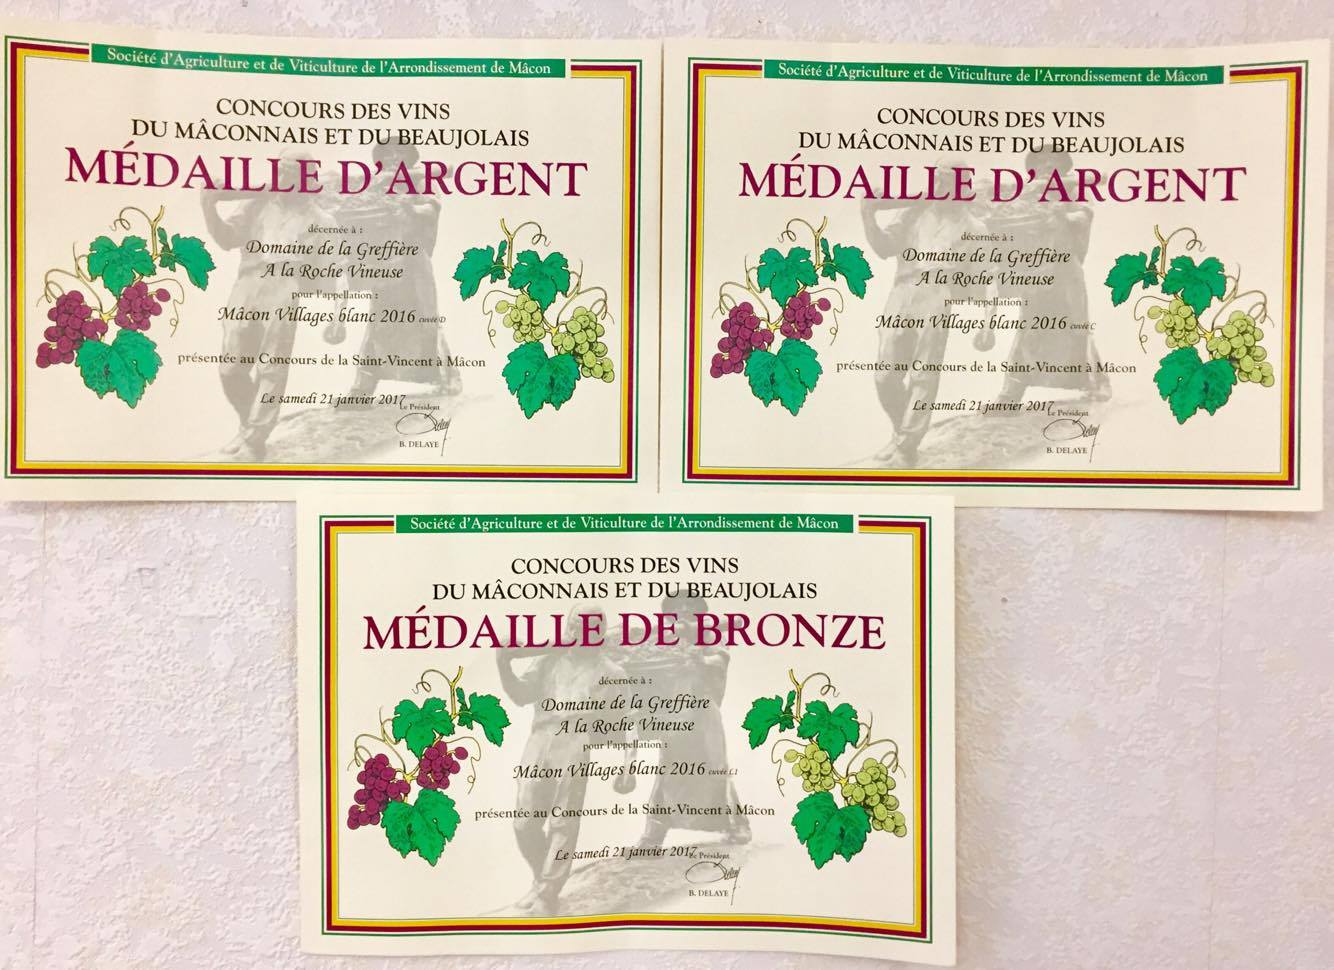 Société d'Agriculture et de Viticulture de l'Arrondissement de Mâcon
CONCOURS DES VINS
DU MÂCONNAIS ET DU BEAUJOLAIS
MÉDAILLE D'ARGENT
décernée à :
Domaine de la Greffière
A la Roche Vineuse
pour l'appellation :
Mâcon Villages blanc 2016 cuvée D
présentée au Concours de la Saint-Vincent à Mâcon
Le samedi 21 janvier 2017
Le Président
B. DELAYE
Société d'Agriculture et de Viticulture de l'Arrondissement de Mâcon
CONCOURS DES VINS
DU MÂCONNAIS ET DU BEAUJOLAIS
MÉDAILLE D'ARGENT
décernée à :
Domaine de la Greffière
A la Roche Vineuse
pour l'appellation :
Mâcon Villages blanc 2016 cuvée C
présentée au Concours de la Saint-Vincent à Mâcon
Le samedi 21 janvier 2017
Le Président
B. DELAYE
Société d'Agriculture et de Viticulture de l'Arrondissement de Mâcon
CONCOURS DES VINS
DU MÂCONNAIS ET DU BEAUJOLAIS
MÉDAILLE DE BRONZE
décernée à :
Domaine de la Greffière
A la Roche Vineuse
pour l'appellation :
Mâcon Villages blanc 2016 cuvée
présentée au Concours de la Saint-Vincent à Mâcon
Le samedi 21 janvier 2017
Le Président
B. DELAYE